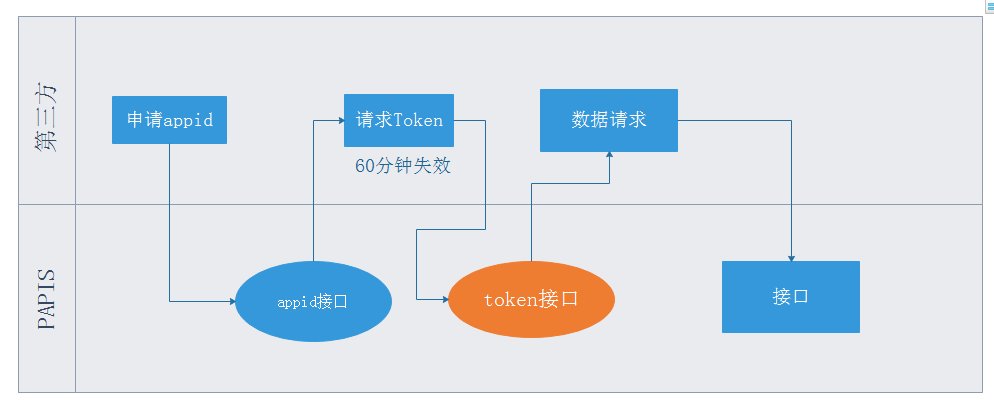 第三方
申请appid
请求Token
60分钟失效
数据请求
PAPIS
appid接口
token接口
接口